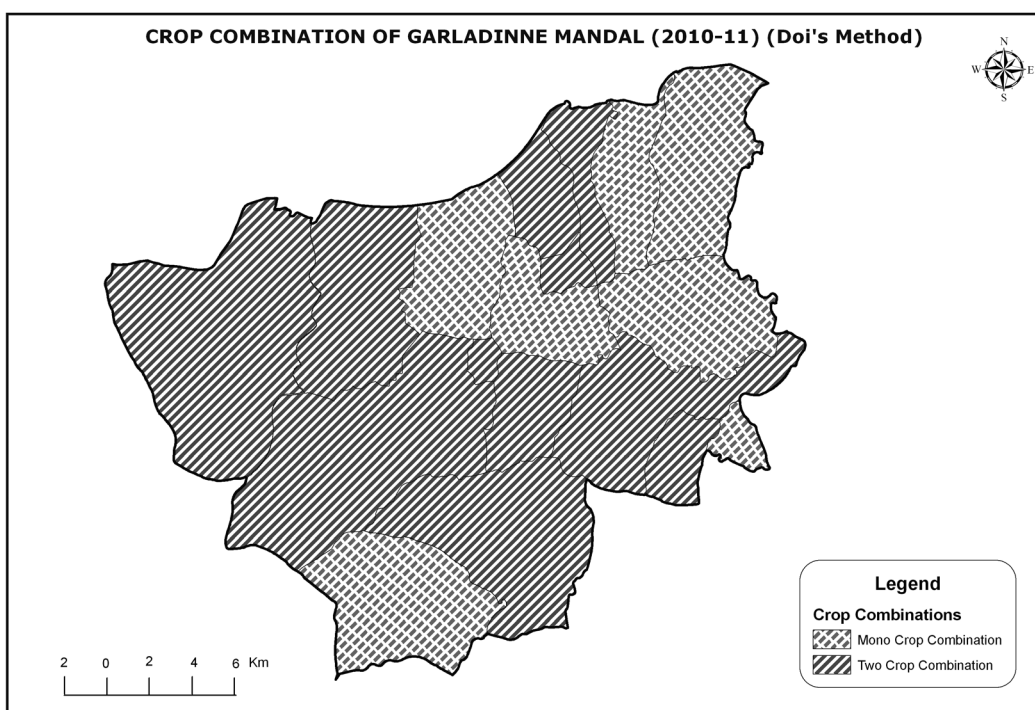 CROP COMBINATION OF GARLADINNE MANDAL (2010-11) (Doi's Method)
N
W E
S
Legend
Crop Combinations
Mono Crop Combination
Two Crop Combination
2 0 2 4 6 Km